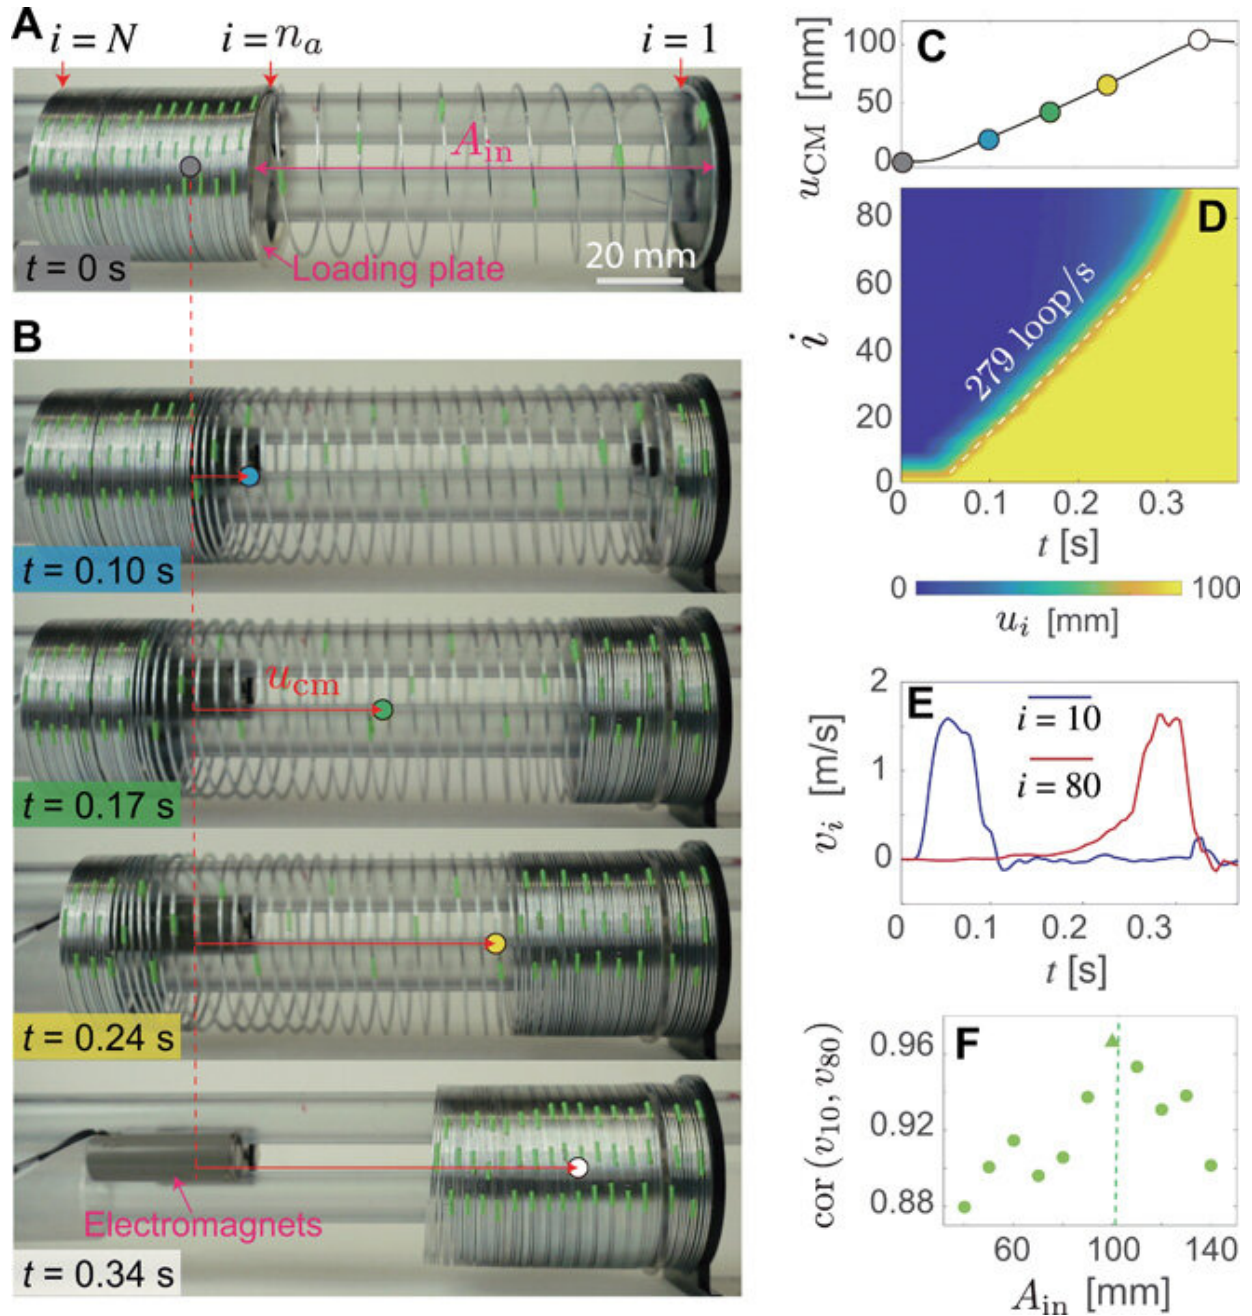 A
i = N
i = nₐ
i = 1
A_in
Loading plate
20 mm
t = 0 s
B
t = 0.10 s
u_cm
t = 0.17 s
t = 0.24 s
Electromagnets
t = 0.34 s
C
u_CM [mm]
100
50
0
D
279 loop/s
i
80
60
40
20
0
0 0.1 0.2 0.3
t [s]
0 100
u_i [mm]
E
i = 10
i = 80
v_i [m/s]
2
1
0
0 0.1 0.2 0.3
t [s]
F
cor (v₁₀, v₈₀)
0.96
0.92
0.88
60 100 140
A_in [mm]